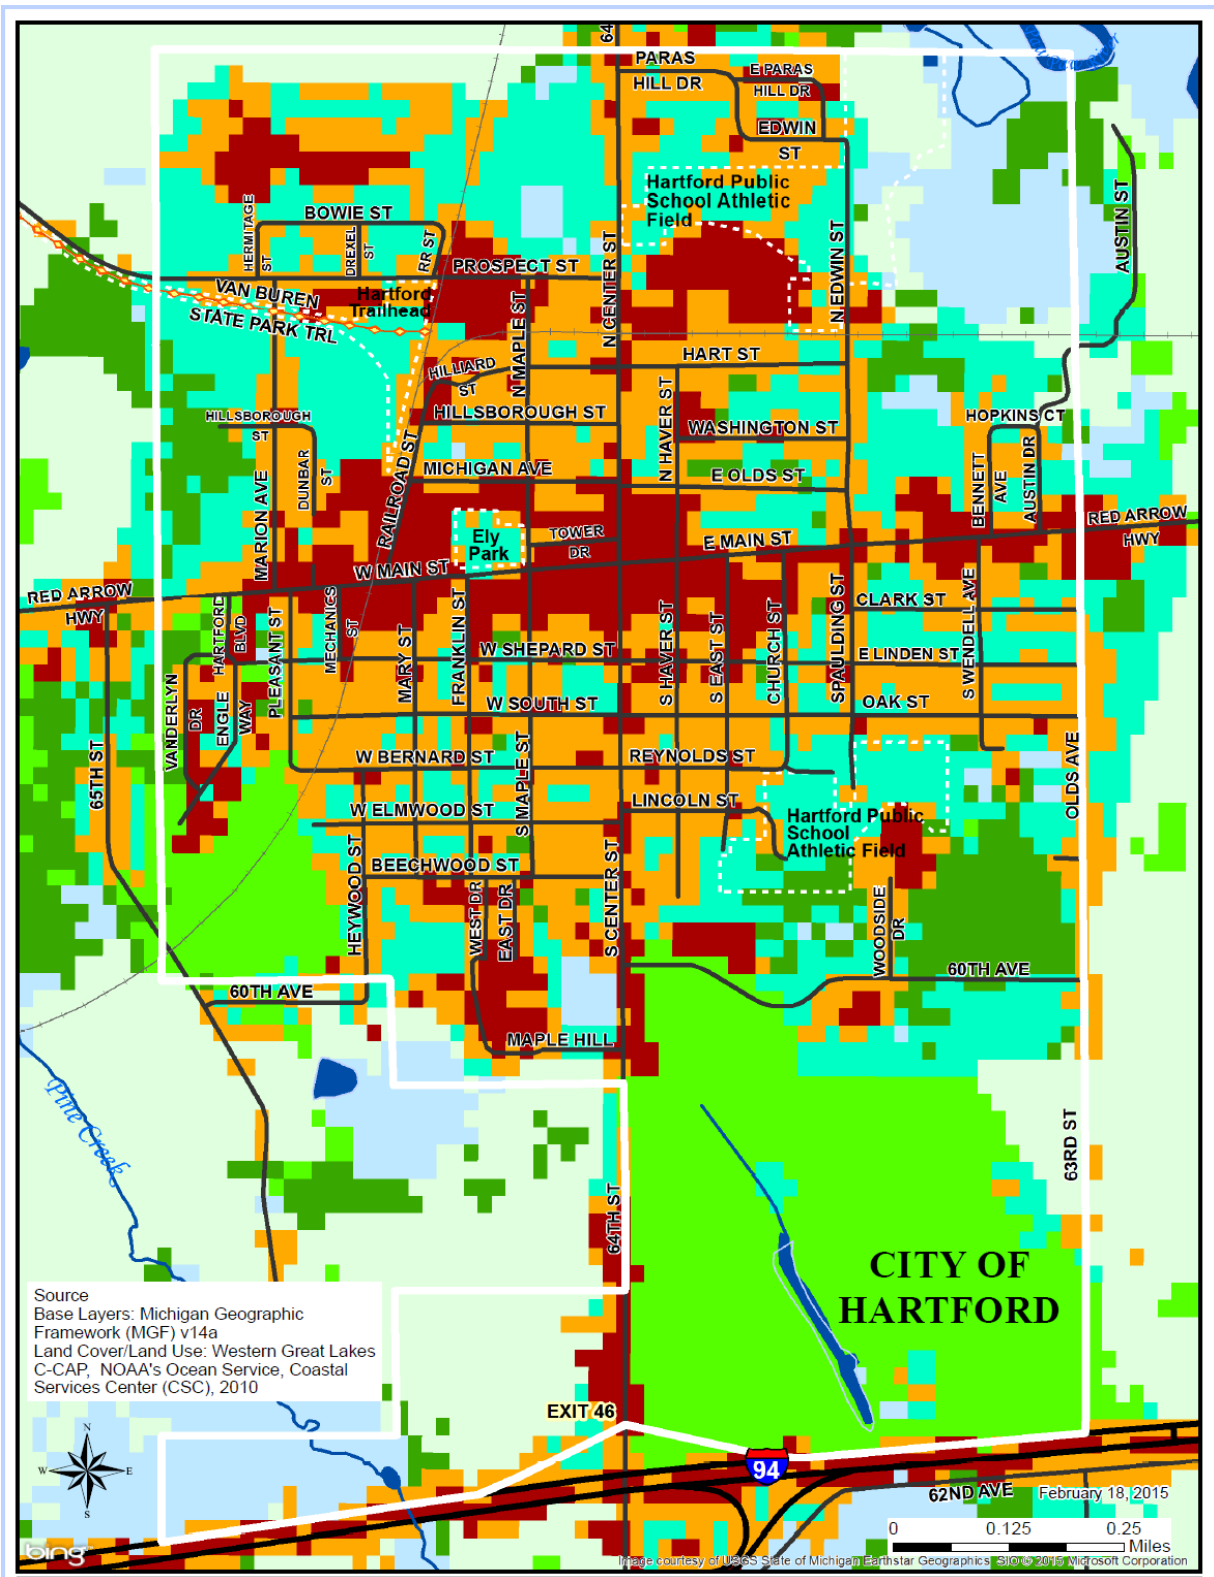 64
PARAS
HILL DR
E PARAS
HILL DR
EDWIN
ST
Hartford Public
School Athletic
Field
AUSTIN ST
HERMITAGE
ST
BOWIE ST
DREXEL
ST
RR ST
N CENTER ST
N EDWIN ST
PROSPECT ST
VAN BUREN
STATE PARK TRL
Hartford
Trailhead
N MAPLE ST
HART ST
HILLIARD
ST
N HAVER ST
HILLSBOROUGH
ST
HILLSBOROUGH ST
WASHINGTON ST
HOPKINS CT
MARION AVE
DUNBAR
ST
RAILROAD ST
MICHIGAN AVE
E OLDS ST
BENNETT
AVE
AUSTIN DR
RED ARROW
HWY
Ely
Park
TOWER
DR
E MAIN ST
W MAIN ST
RED ARROW
HWY
HARTFORD
BLVD
PLEASANT ST
MECHANICS
ST
MARY ST
FRANKLIN ST
W SHEPARD ST
S HAVER ST
S EAST ST
CHURCH ST
SPAULDING ST
CLARK ST
E LINDEN ST
S WENDELL AVE
VANDERLYN
DR
ENGLE
WAY
W SOUTH ST
OAK ST
65TH ST
W BERNARD ST
S MAPLE ST
REYNOLDS ST
OLDS AVE
W ELMWOOD ST
LINCOLN ST
Hartford Public
School
Athletic Field
HEYWOOD ST
BEECHWOOD ST
WEST DR
EAST DR
S CENTER ST
WOODSIDE
DR
60TH AVE
60TH AVE
MAPLE HILL
Pine Creek
63RD ST
64TH ST
CITY OF
HARTFORD
Source
Base Layers: Michigan Geographic
Framework (MGF) v14a
Land Cover/Land Use: Western Great Lakes
C-CAP, NOAA's Ocean Service, Coastal
Services Center (CSC), 2010
EXIT 46
N
W
E
S
94
62ND AVE
February 18, 2015
0 0.125 0.25
Miles
bing
Image courtesy of USGS State of Michigan Earthstar Geographics SIO © 2015 Microsoft Corporation